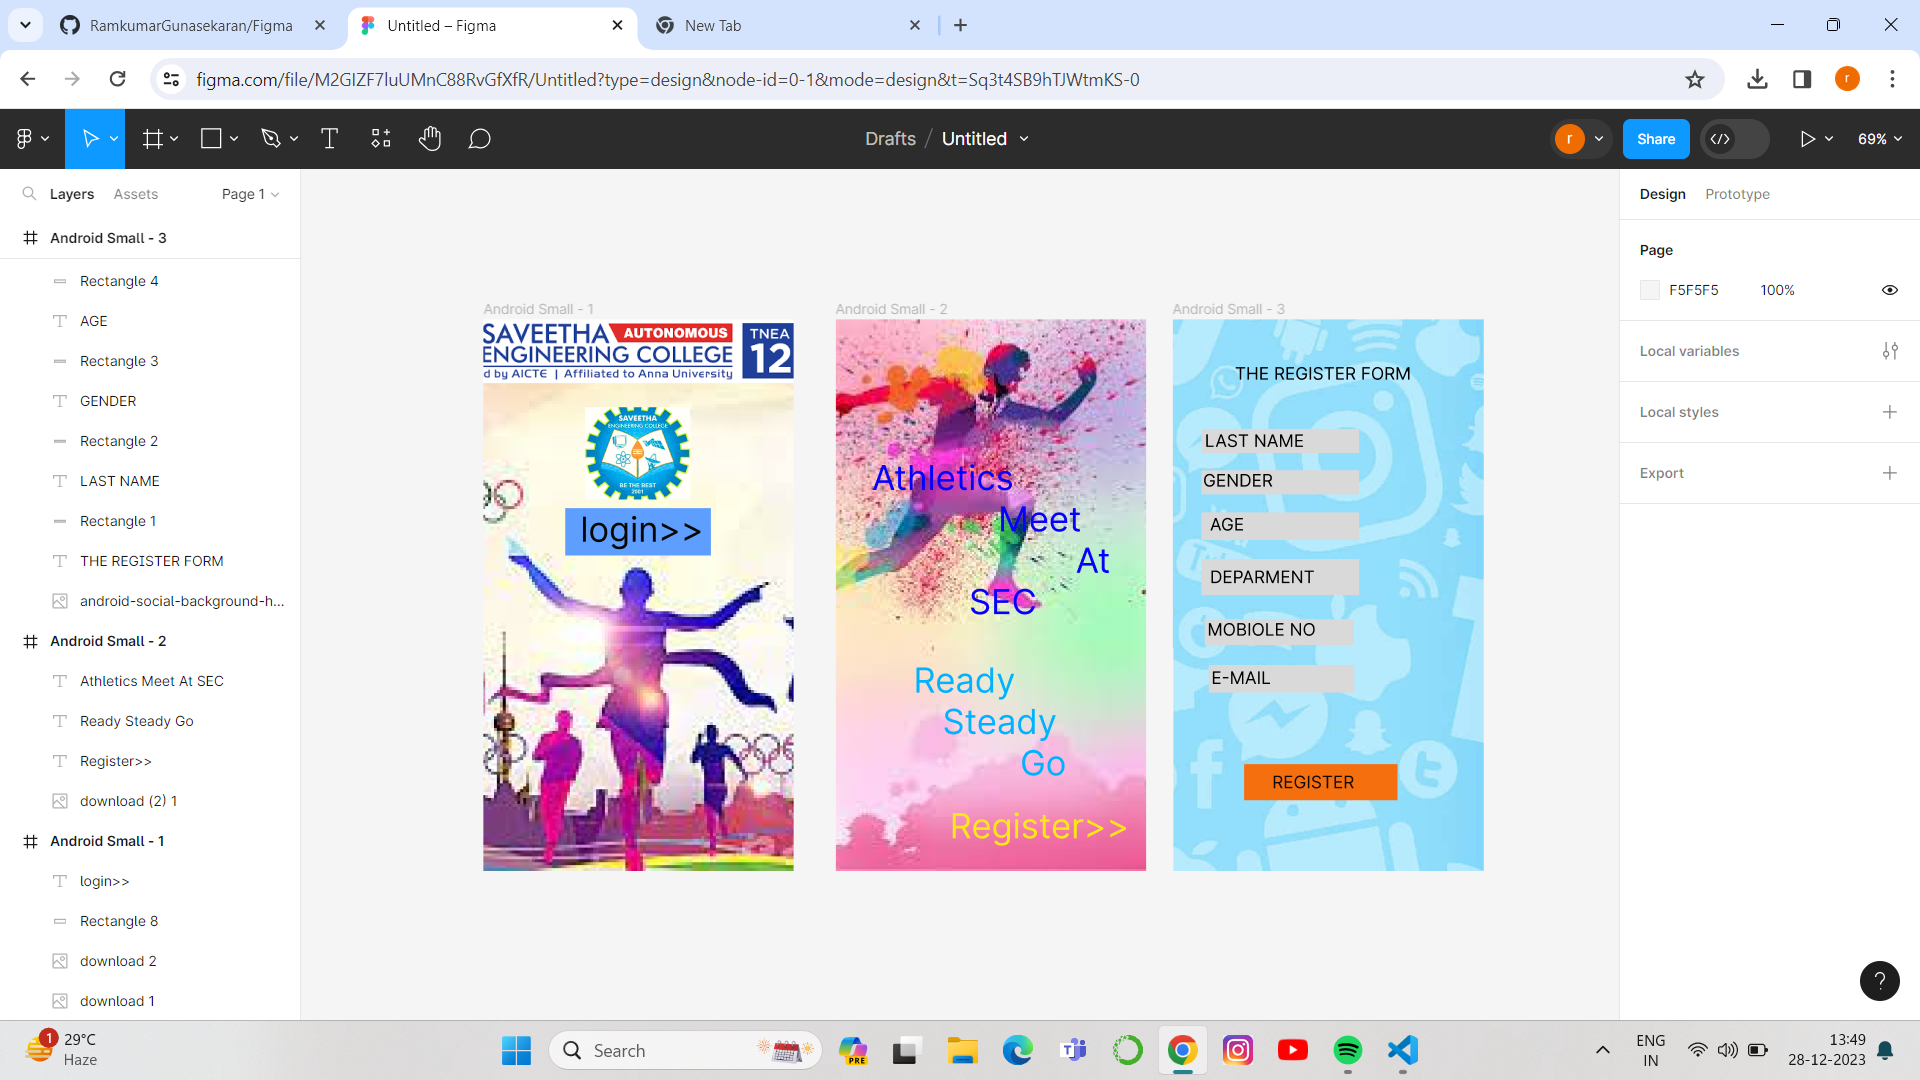 RamkumarGunasekaran/Figma
Untitled – Figma
New Tab
figma.com/file/M2GIZF7luUMnC88RvGfXfR/Untitled?type=design&node-id=0-1&mode=design&t=Sq3t4SB9hTJWtmKS-0
r
Drafts / Untitled
r
Share
69%
Layers
Assets
Page 1
Android Small - 3
Rectangle 4
AGE
Rectangle 3
GENDER
Rectangle 2
LAST NAME
Rectangle 1
THE REGISTER FORM
android-social-background-h...
Android Small - 2
Athletics Meet At SEC
Ready Steady Go
Register>>
download (2) 1
Android Small - 1
login>>
Rectangle 8
download 2
download 1
Android Small - 1
SAVEETHA AUTONOMOUS
ENGINEERING COLLEGE
d by AICTE | Affiliated to Anna University
TNEA
12
SAVEETHA
ENGINEERING COLLEGE
BE THE BEST
2001
login>>
Android Small - 2
Athletics
Meet
At
SEC
Ready
Steady
Go
Register>>
Android Small - 3
THE REGISTER FORM
LAST NAME
GENDER
AGE
DEPARMENT
MOBIOLE NO
E-MAIL
REGISTER
Design
Prototype
Page
F5F5F5
100%
Local variables
Local styles
Export
?
1
29°C
Haze
Search
PRE
ENG
IN
13:49
28-12-2023